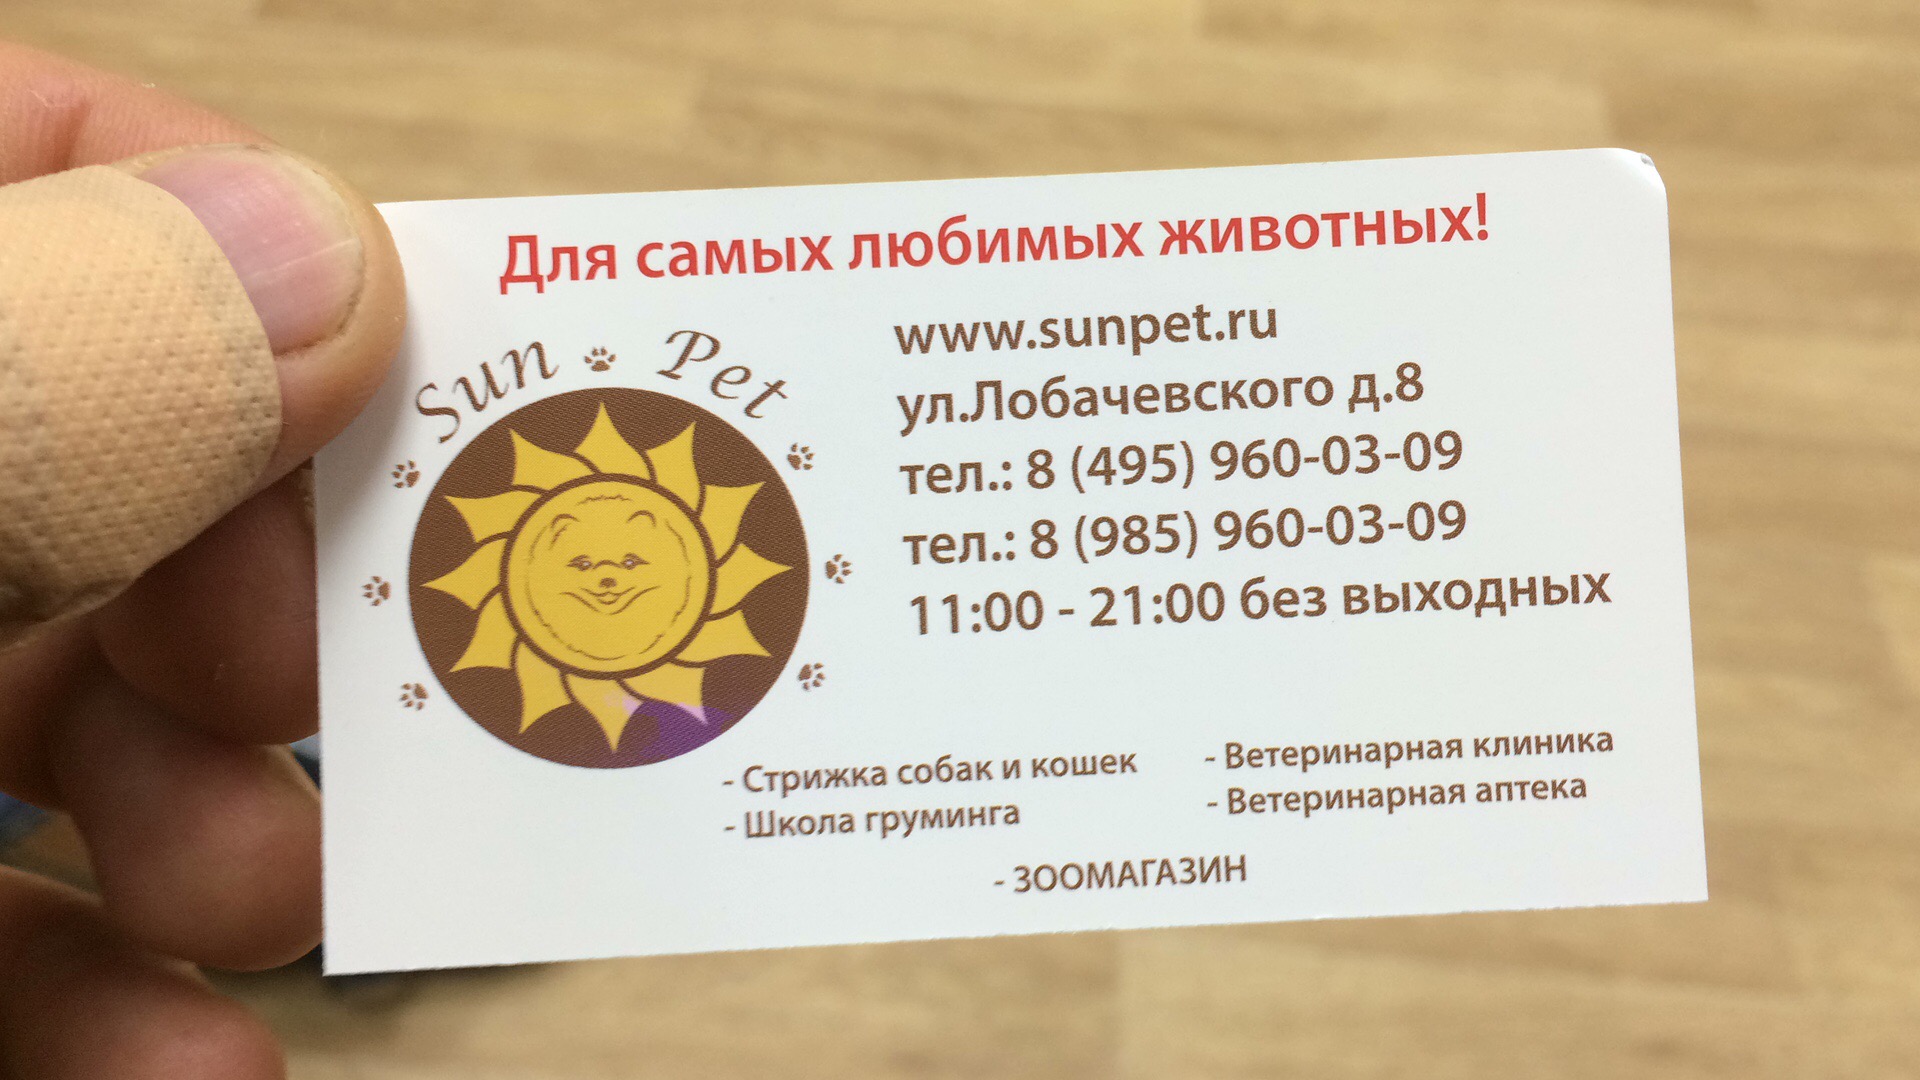 Для самых любимых животных!
Sun Pet
www.sunpet.ru
ул.Лобачевского д.8
тел.: 8 (495) 960-03-09
тел.: 8 (985) 960-03-09
11:00 - 21:00 без выходных
- Стрижка собак и кошек
- Школа груминга
- Ветеринарная клиника
- Ветеринарная аптека
- ЗООМАГАЗИН